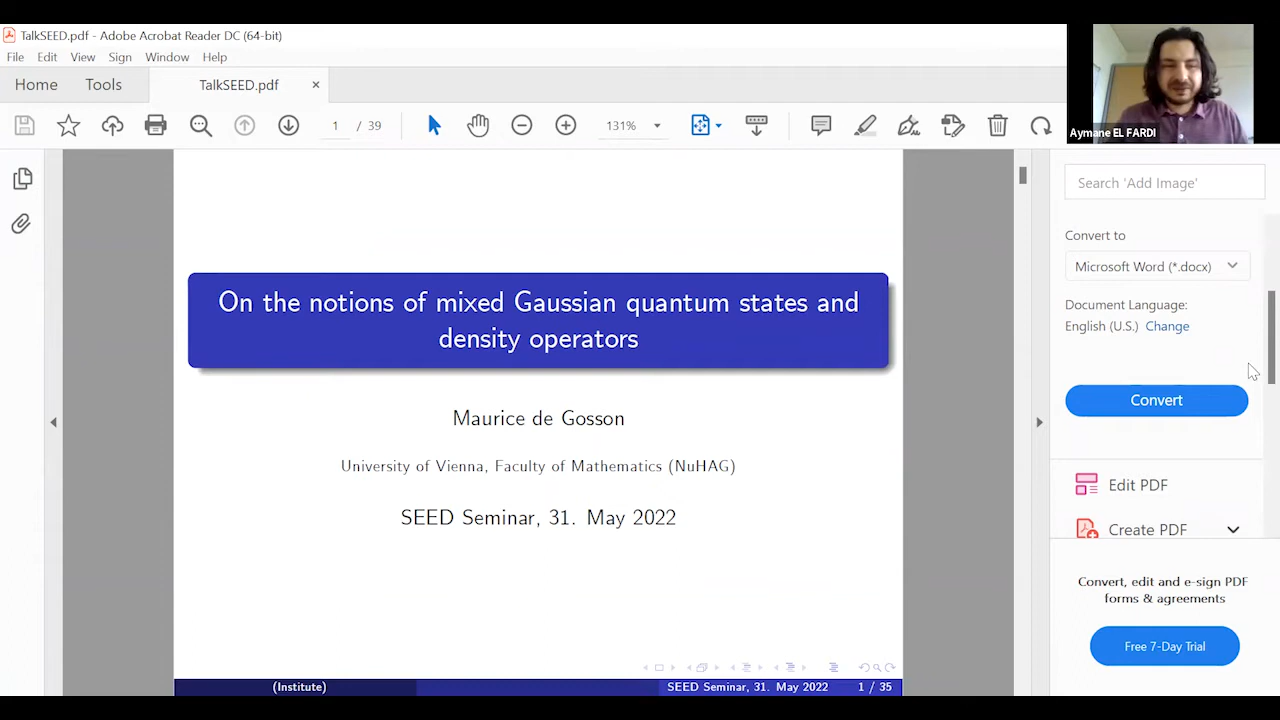 TalkSEED.pdf - Adobe Acrobat Reader DC (64-bit)
File Edit View Sign Window Help
Home Tools TalkSEED.pdf ×
1 / 39 131%
Aymane EL FARDI
Search 'Add Image'
Convert to
Microsoft Word (*.docx)
Document Language:
English (U.S.) Change
Convert
Edit PDF
Create PDF
Convert, edit and e-sign PDF
forms & agreements
Free 7-Day Trial
On the notions of mixed Gaussian quantum states and
density operators
Maurice de Gosson
University of Vienna, Faculty of Mathematics (NuHAG)
SEED Seminar, 31. May 2022
(Institute) SEED Seminar, 31. May 2022 1 / 35